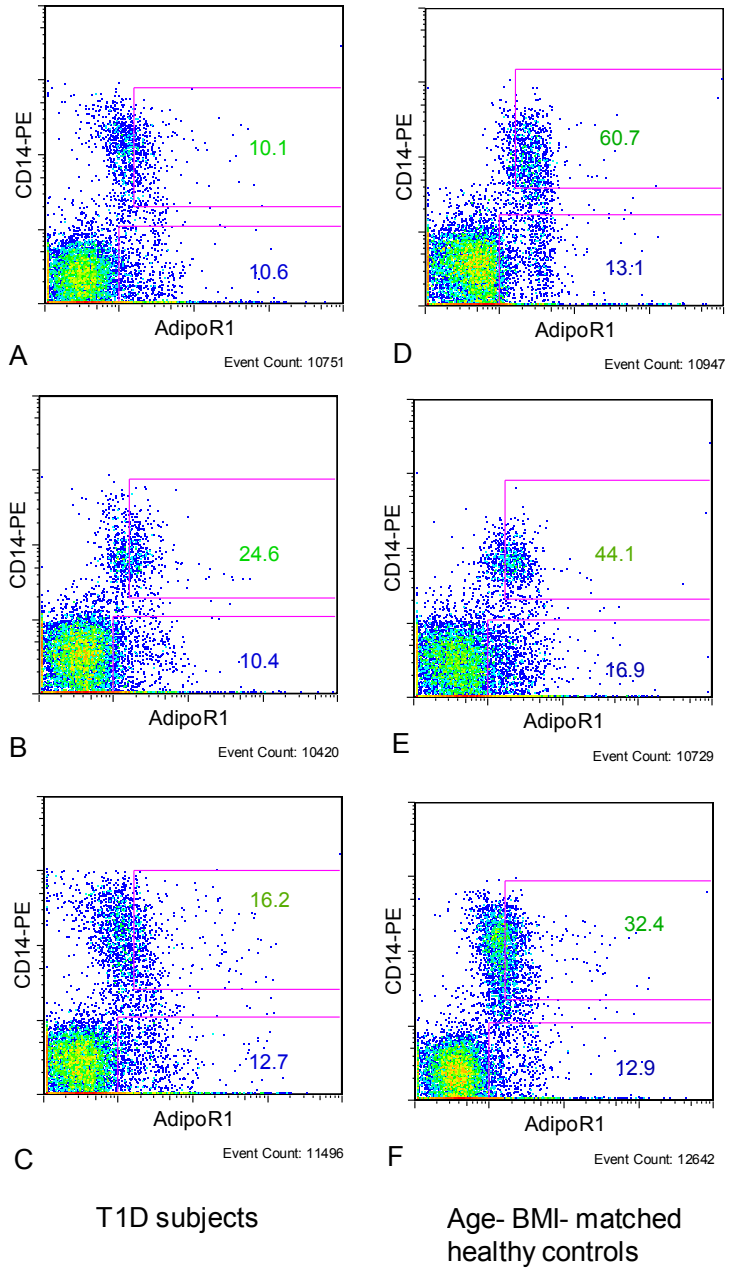 CD14-PE
10.1
10.6
AdipoR1
A
Event Count: 10751
CD14-PE
60.7
13.1
AdipoR1
D
Event Count: 10947
CD14-PE
24.6
10.4
AdipoR1
B
Event Count: 10420
CD14-PE
44.1
16.9
AdipoR1
E
Event Count: 10729
CD14-PE
16.2
12.7
AdipoR1
C
Event Count: 11496
CD14-PE
32.4
12.9
AdipoR1
F
Event Count: 12642
T1D subjects
Age- BMI- matched
healthy controls